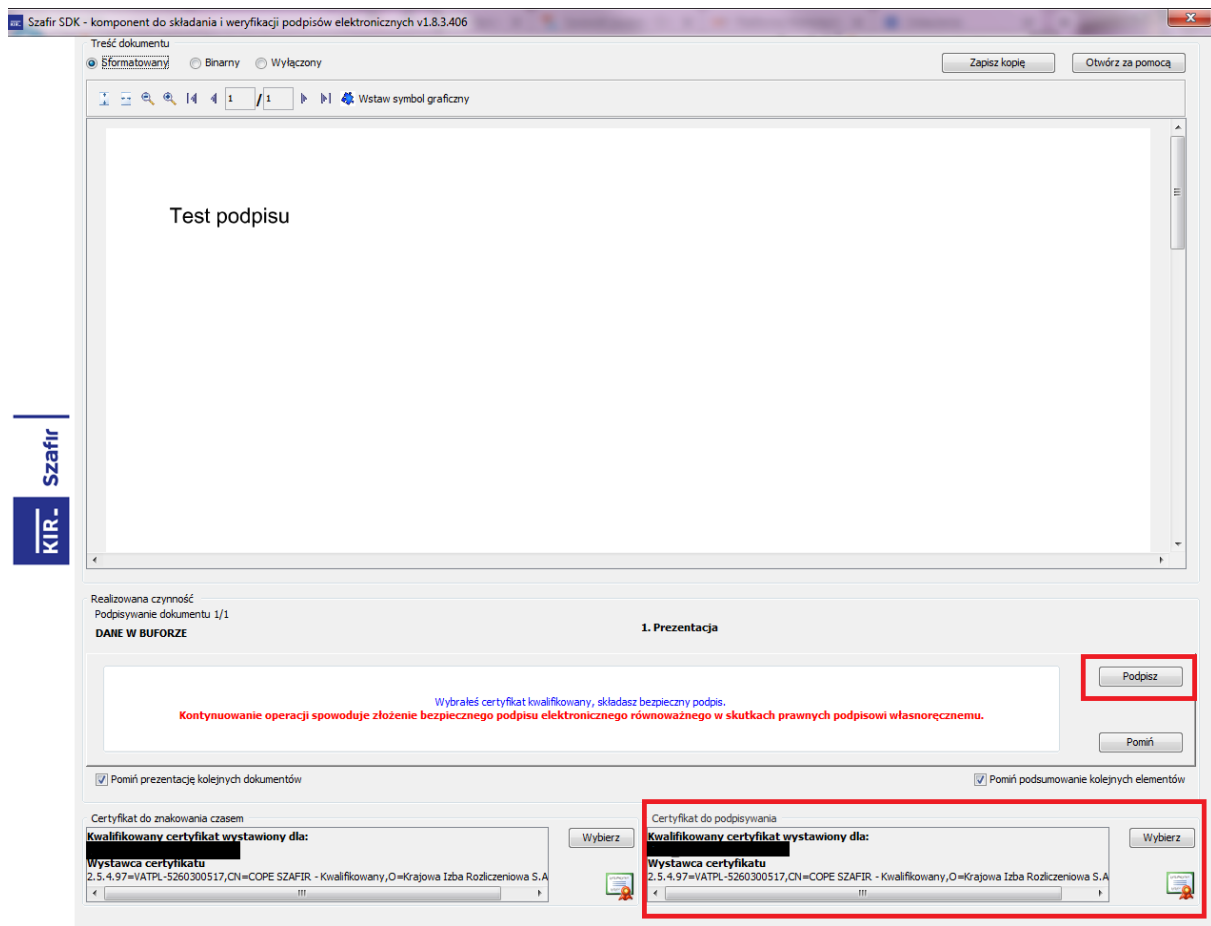 KIR. Szafir SDK - komponent do składania i weryfikacji podpisów elektronicznych v1.8.3.406
Treść dokumentu
Sformatowany Binarny Wyłączony Zapisz kopię Otwórz za pomocą
1 / 1 Wstaw symbol graficzny
Test podpisu
KIR. Szafir
Realizowana czynność
Podpisywanie dokumentu 1/1
DANE W BUFORZE
1. Prezentacja
Wybrałeś certyfikat kwalifikowany, składasz bezpieczny podpis.
Kontynuowanie operacji spowoduje złożenie bezpiecznego podpisu elektronicznego równoważnego w skutkach prawnych podpisowi własnoręcznemu.
Podpisz
Pomiń
Pomiń prezentację kolejnych dokumentów
Pomiń podsumowanie kolejnych elementów
Certyfikat do znakowania czasem
Kwalifikowany certyfikat wystawiony dla:
Wystawca certyfikatu
2.5.4.97=VATPL-5260300517,CN=COPE SZAFIR - Kwalifikowany,O=Krajowa Izba Rozliczeniowa S.A
Wybierz
Certyfikat do podpisywania
Kwalifikowany certyfikat wystawiony dla:
Wystawca certyfikatu
2.5.4.97=VATPL-5260300517,CN=COPE SZAFIR - Kwalifikowany,O=Krajowa Izba Rozliczeniowa S.A
Wybierz